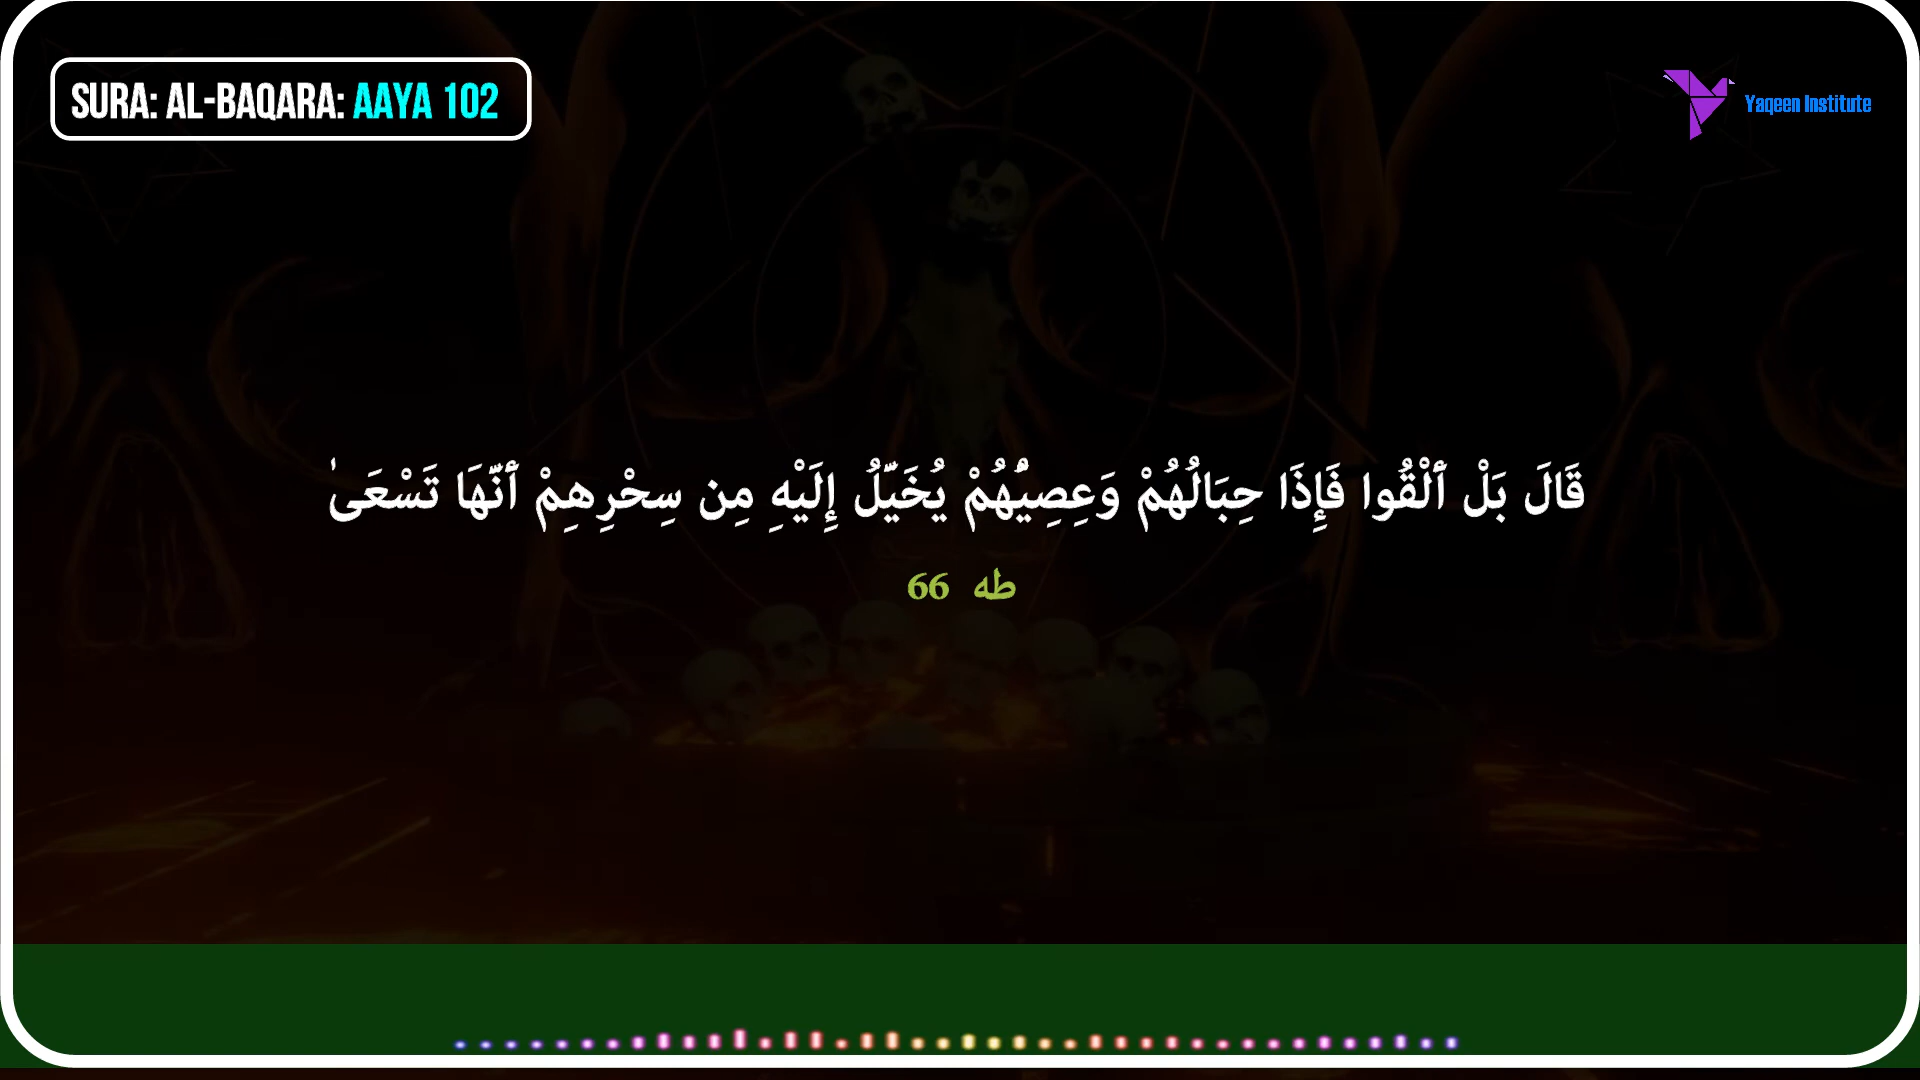 SURA: AL-BAQARA: AAYA 102
Yaqeen Institute
قَالَ بَلْ أَلْقُوا فَإِذَا حِبَالُهُمْ وَعِصِيُّهُمْ يُخَيَّلُ إِلَيْهِ مِن سِحْرِهِمْ أَنَّهَا تَسْعَىٰ
طه 66